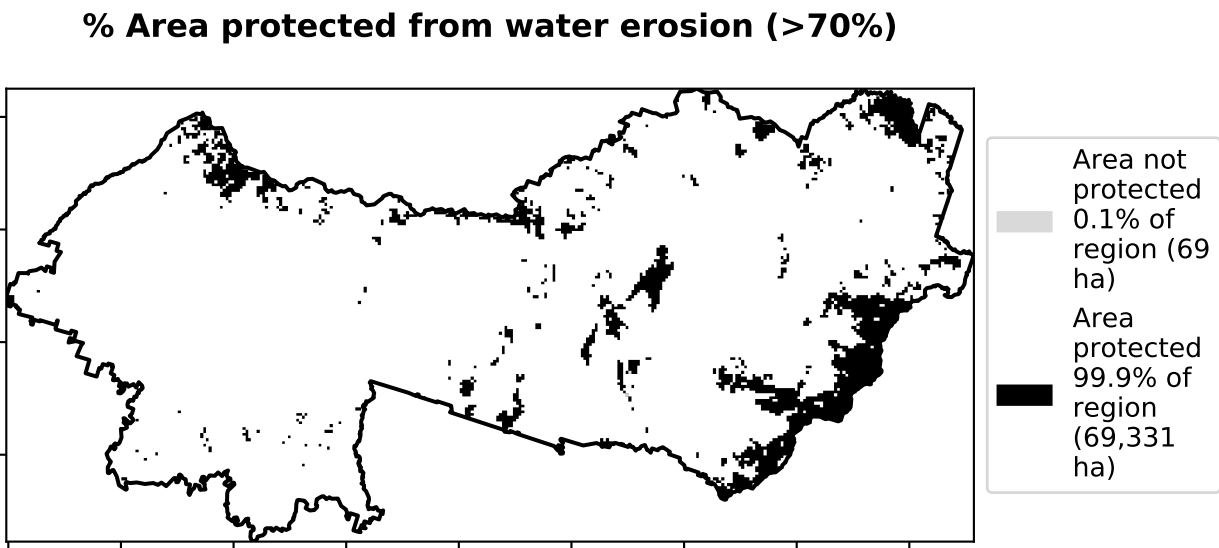 % Area protected from water erosion (>70%)
Area not
protected
0.1% of
region (69
ha)
Area
protected
99.9% of
region
(69,331
ha)